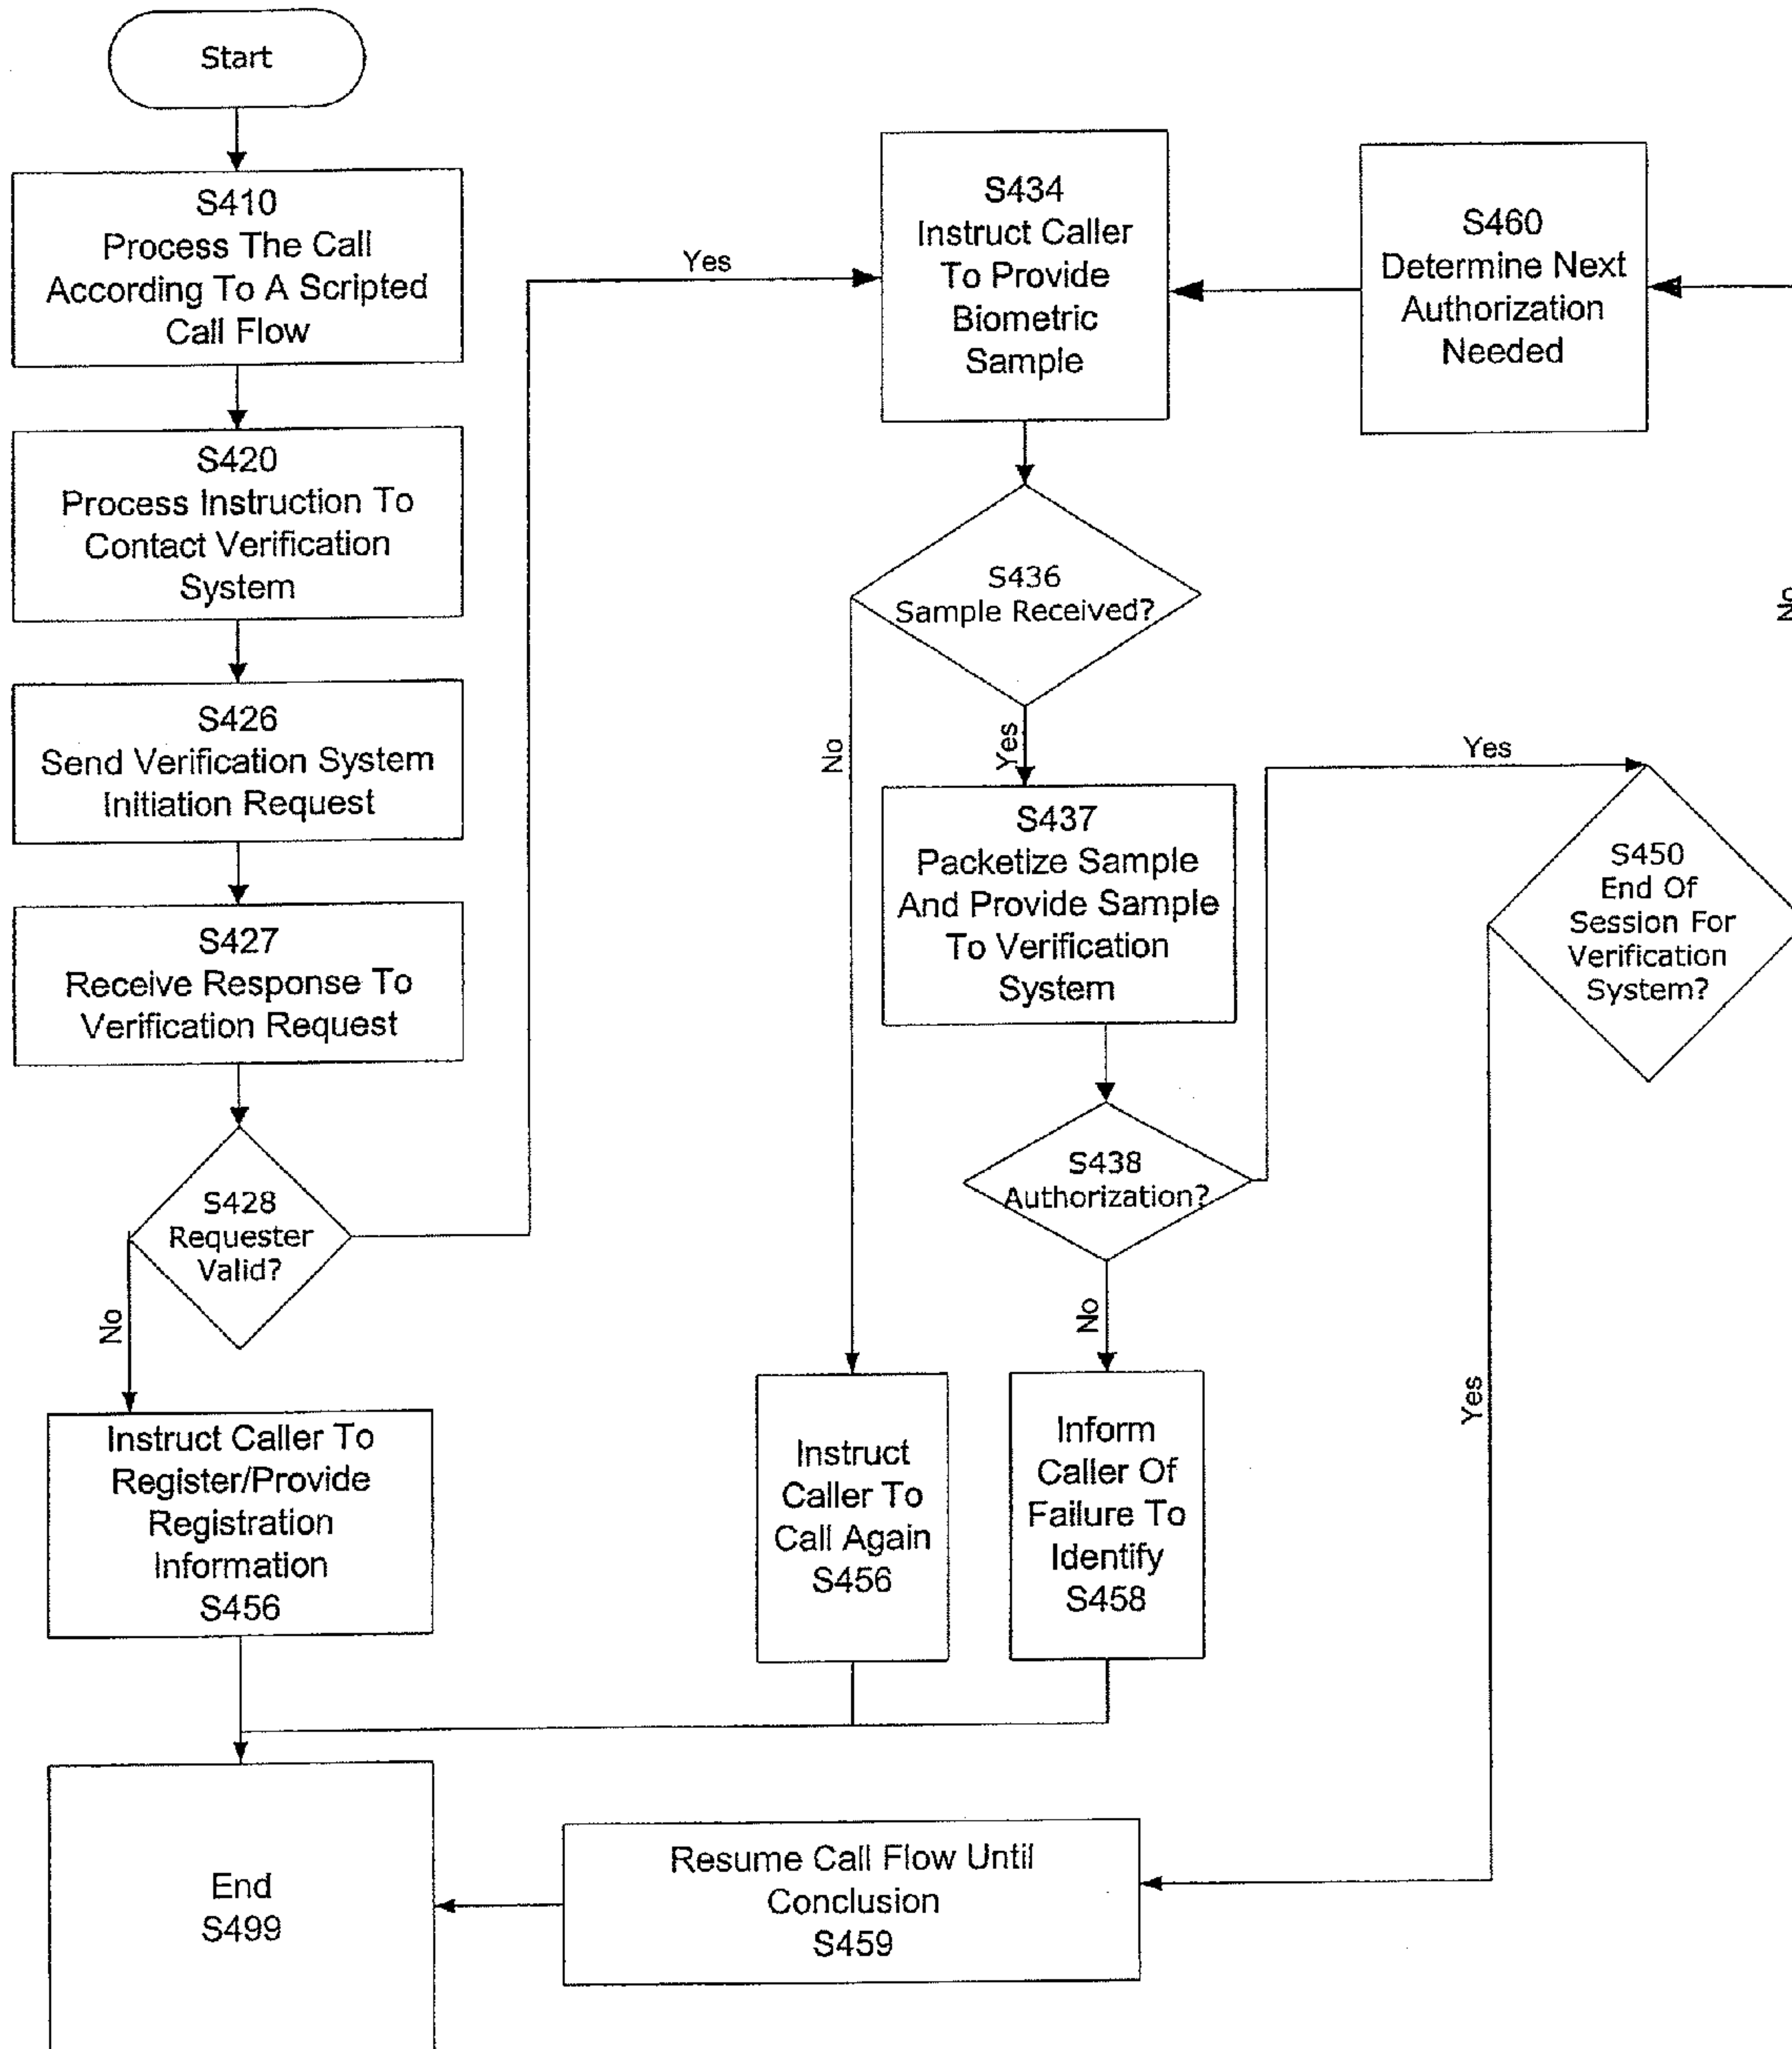 Start
S410
Process The Call
According To A Scripted
Call Flow
S420
Process Instruction To
Contact Verification
System
S426
Send Verification System
Initiation Request
S427
Receive Response To
Verification Request
S428
Requester
Valid?
No
Yes
Instruct Caller To
Register/Provide
Registration
Information
S456
S434
Instruct Caller
To Provide
Biometric
Sample
S460
Determine Next
Authorization
Needed
S436
Sample Received?
No
Yes
S437
Packetize Sample
And Provide Sample
To Verification
System
S438
Authorization?
Yes
No
S450
End Of
Session For
Verification
System?
No
Yes
Instruct
Caller To
Call Again
S456
Inform
Caller Of
Failure To
Identify
S458
Resume Call Flow Until
Conclusion
S459
End
S499